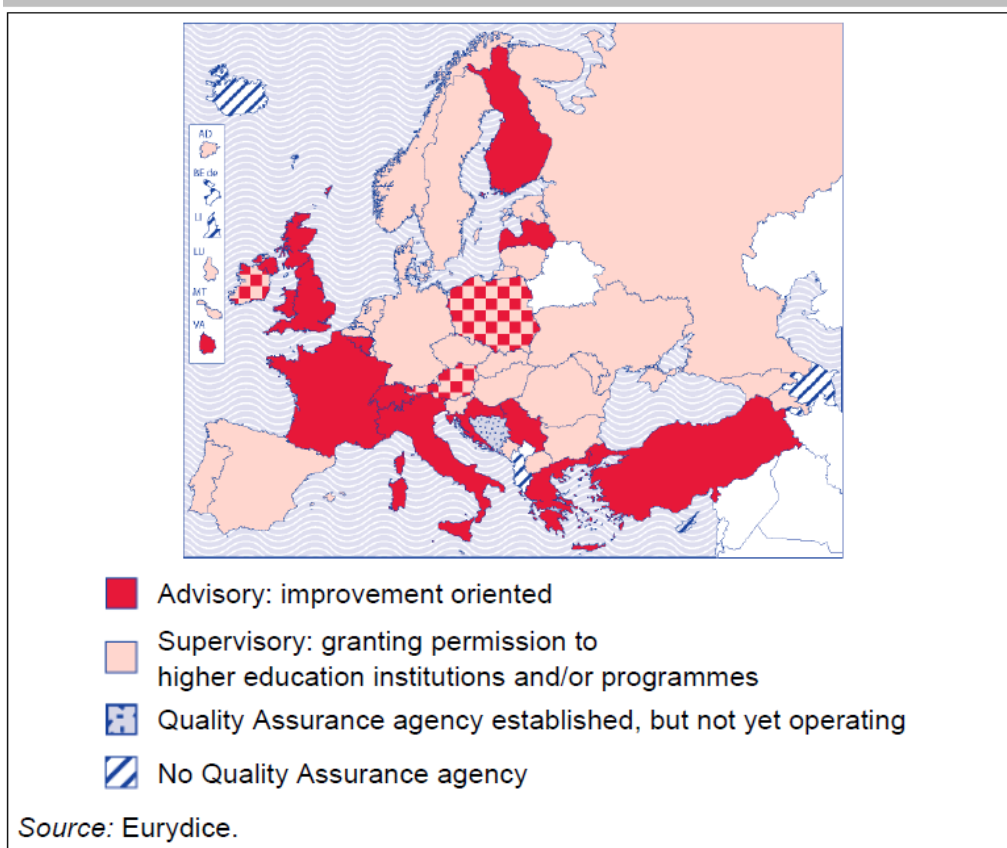 AD
BE de
LI
LU
MT
VA
Advisory: improvement oriented
Supervisory: granting permission to
higher education institutions and/or programmes
Quality Assurance agency established, but not yet operating
No Quality Assurance agency
Source: Eurydice.